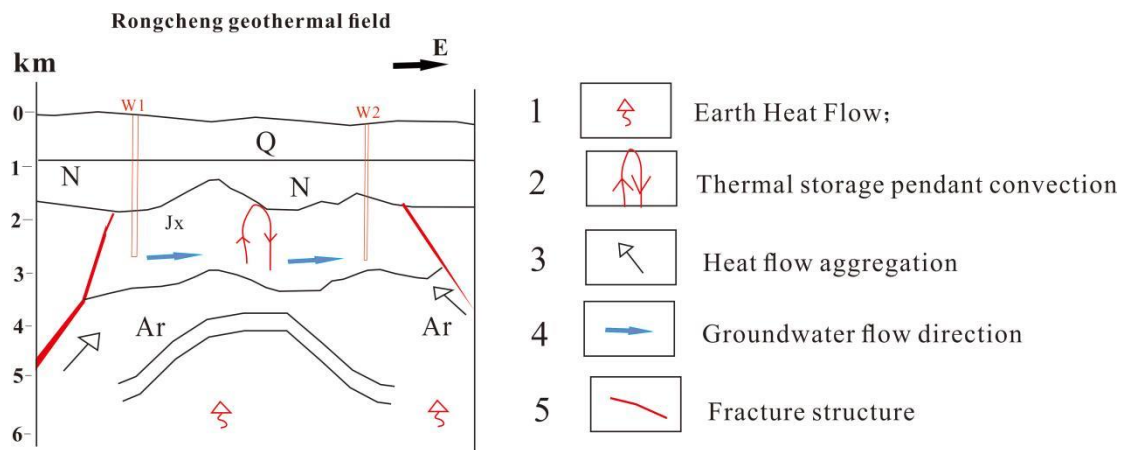 Rongcheng geothermal field
E
km
0
W1
W2
Q
1
N
N
2
Jx
3
4
Ar
Ar
5
6
1 Earth Heat Flow;
2 Thermal storage pendant convection
3 Heat flow aggregation
4 Groundwater flow direction
5 Fracture structure